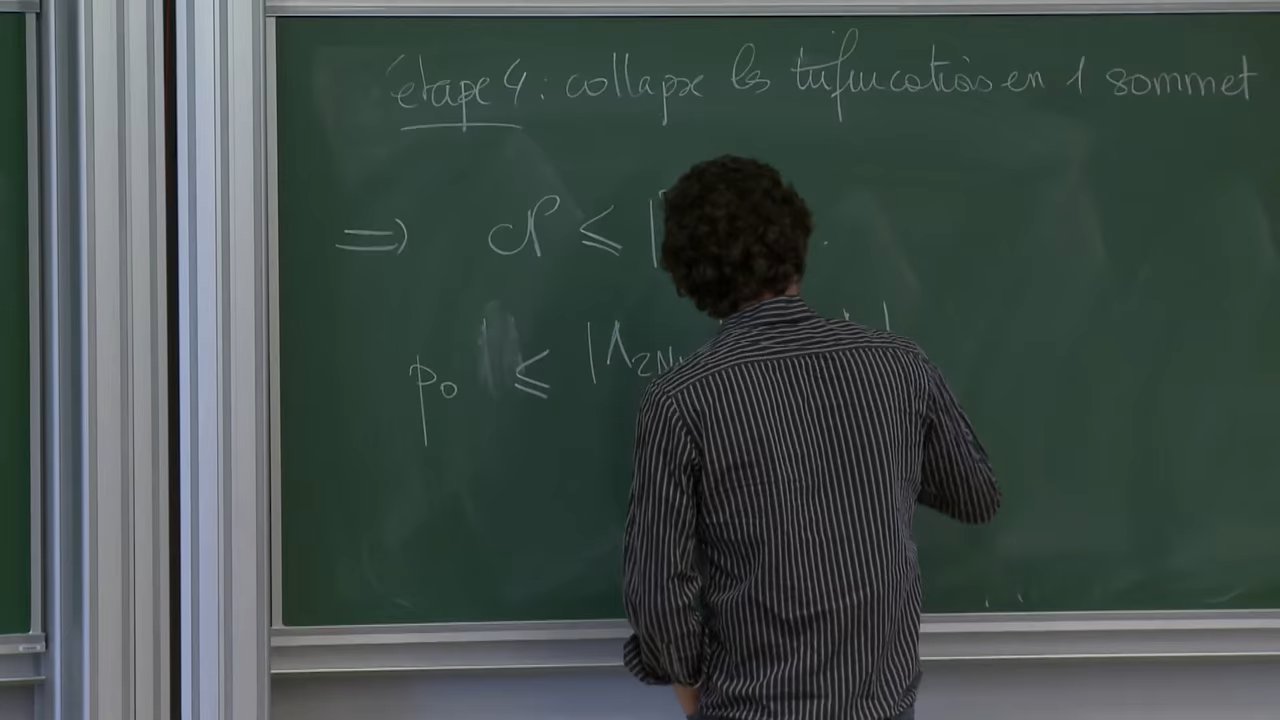 étape 4 : collapse les trifurcations en 1 sommet
⇒ 𝒩 ≤ |
p₀ ≤ |Λ₂N